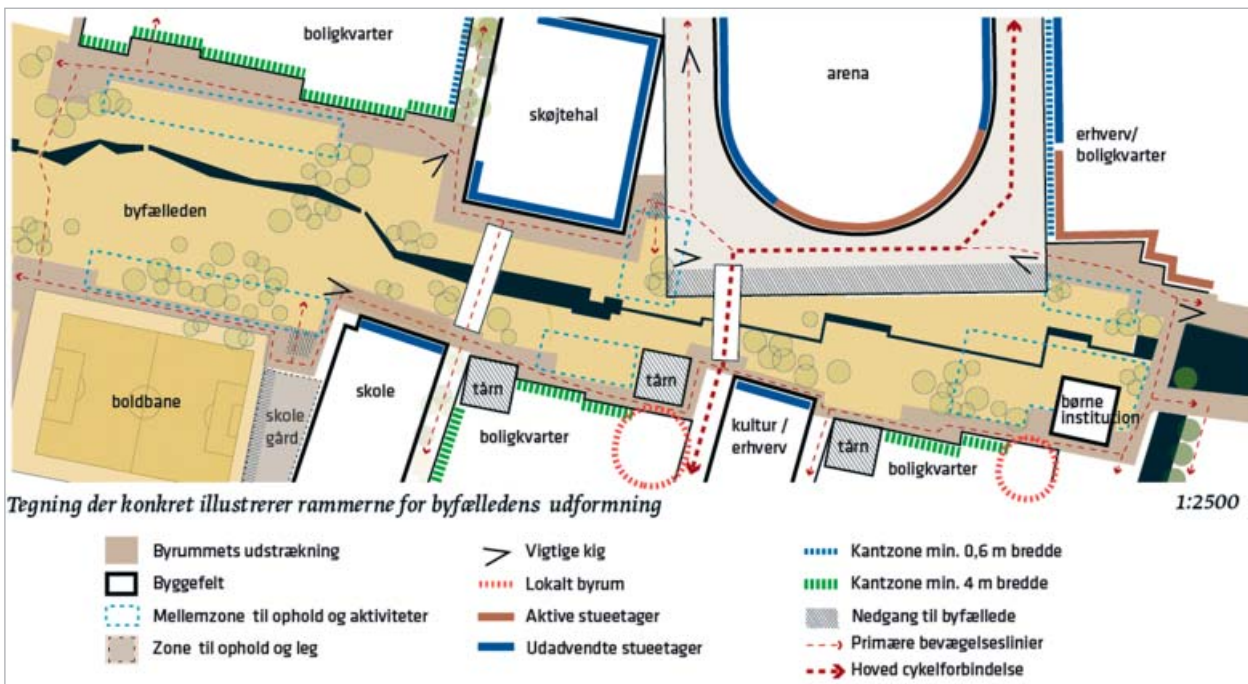 boligkvarter
skøjtehal
arena
erhverv/
boligkvarter
byfælleden
boldbane
skole
gård
skole
tårn
boligkvarter
tårn
kultur /
erhverv
tårn
boligkvarter
børne
institution
Tegning der konkret illustrerer rammerne for byfælledens udformning
1:2500
Byrummets udstrækning
Byggefelt
Mellemzone til ophold og aktiviteter
Zone til ophold og leg
Vigtige kig
Lokalt byrum
Aktive stueetager
Udadvendte stueetager
Kantzone min. 0,6 m bredde
Kantzone min. 4 m bredde
Nedgang til byfællede
Primære bevægelseslinier
Hoved cykelforbindelse